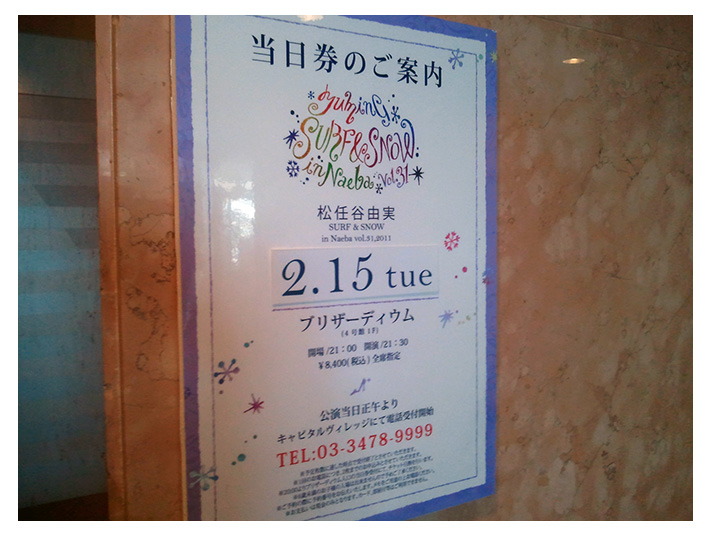 当日券のご案内
Yuming
SURF&SNOW
in Naeba vol.31
松任谷由実
SURF & SNOW
in Naeba vol.31,2011
2.15 tue
ブリザーディウム
(4号館 1F)
開場/21:00 開演/21:30
¥8,400(税込) 全席指定
公演当日正午より
キャピタルヴィレッジにて電話受付開始
TEL:03-3478-9999